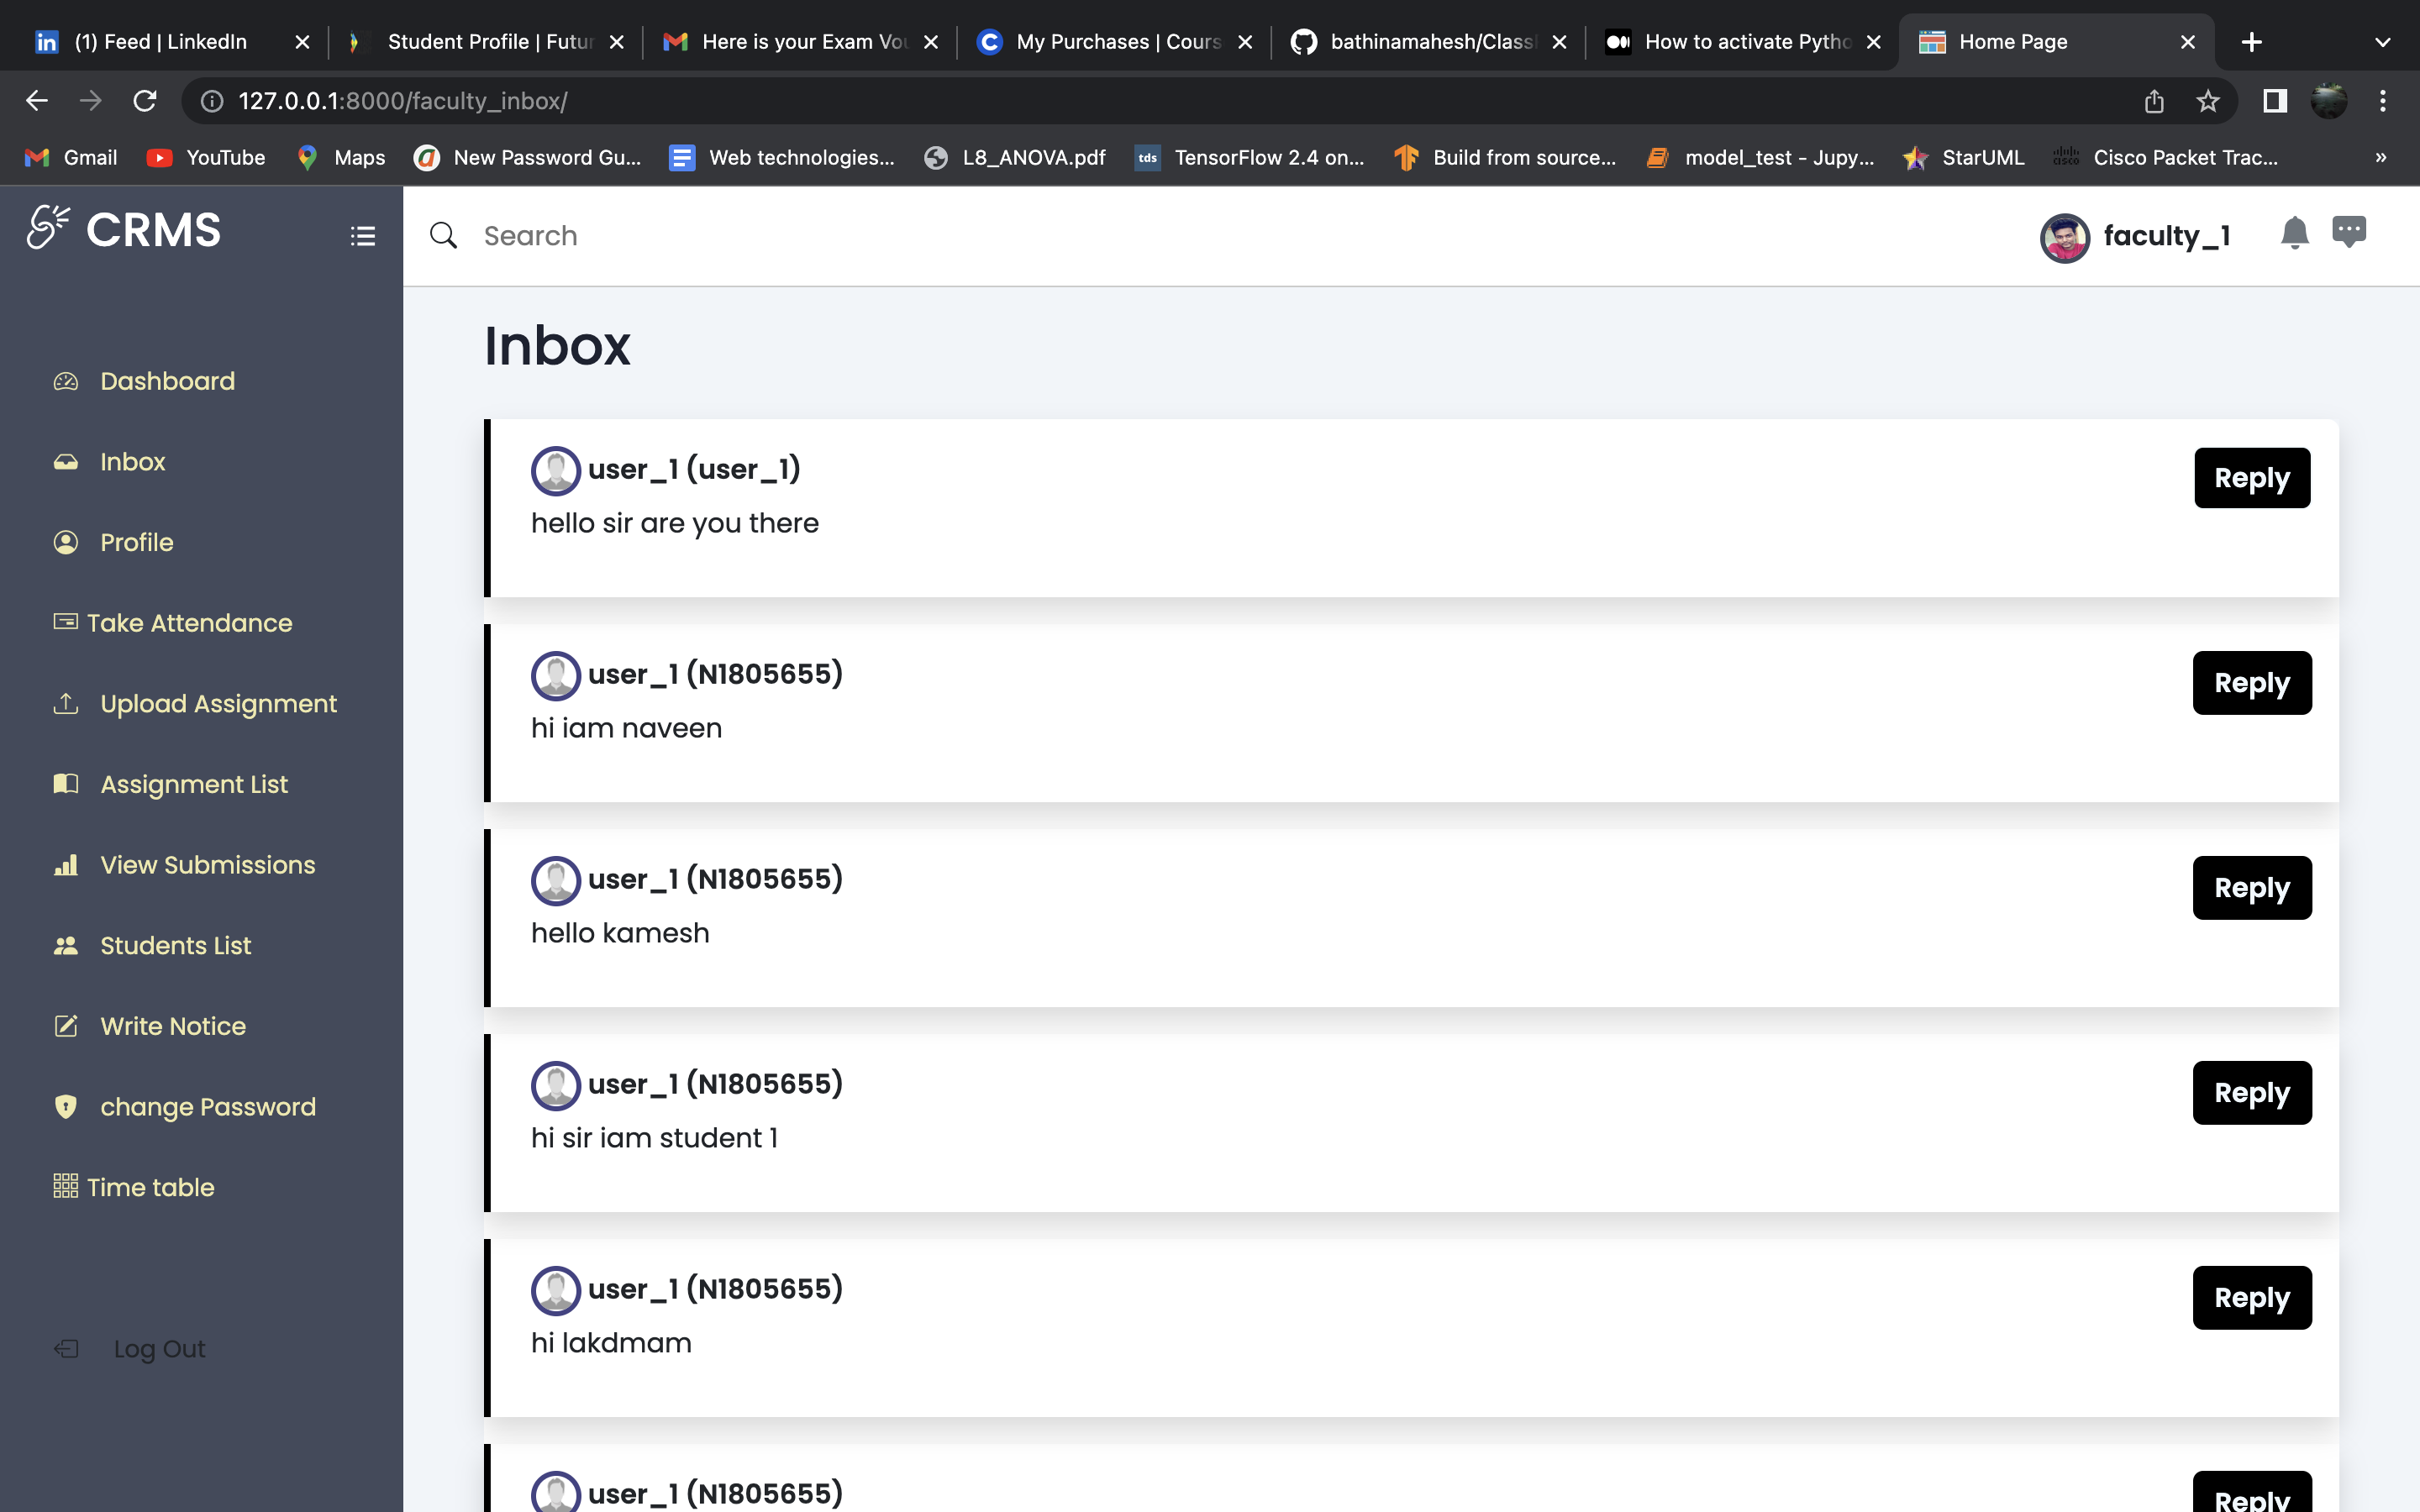 (1) Feed | LinkedIn
Student Profile | Futur
Here is your Exam Vou
My Purchases | Cours
bathinamahesh/Class
How to activate Pytho
Home Page
127.0.0.1:8000/faculty_inbox/
Gmail
YouTube
Maps
New Password Gu...
Web technologies...
L8_ANOVA.pdf
tds
TensorFlow 2.4 on...
Build from source...
model_test - Jupy...
StarUML
cisco
Cisco Packet Trac...
»
CRMS
Search
faculty_1
Dashboard
Inbox
Profile
Take Attendance
Upload Assignment
Assignment List
View Submissions
Students List
Write Notice
change Password
Time table
Log Out
Inbox
user_1 (user_1)
Reply
hello sir are you there
user_1 (N1805655)
Reply
hi iam naveen
user_1 (N1805655)
Reply
hello kamesh
user_1 (N1805655)
Reply
hi sir iam student 1
user_1 (N1805655)
Reply
hi lakdmam
user_1 (N1805655)
Reply